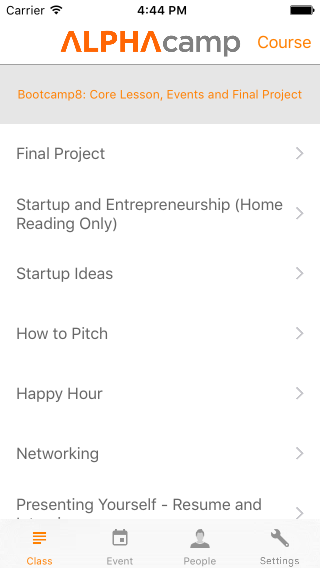 Carrier
4:44 PM
ALPHAcamp
Course
Bootcamp8: Core Lesson, Events and Final Project
Final Project
Startup and Entrepreneurship (Home
Reading Only)
Startup Ideas
How to Pitch
Happy Hour
Networking
Presenting Yourself - Resume and
Class
Event
People
Settings